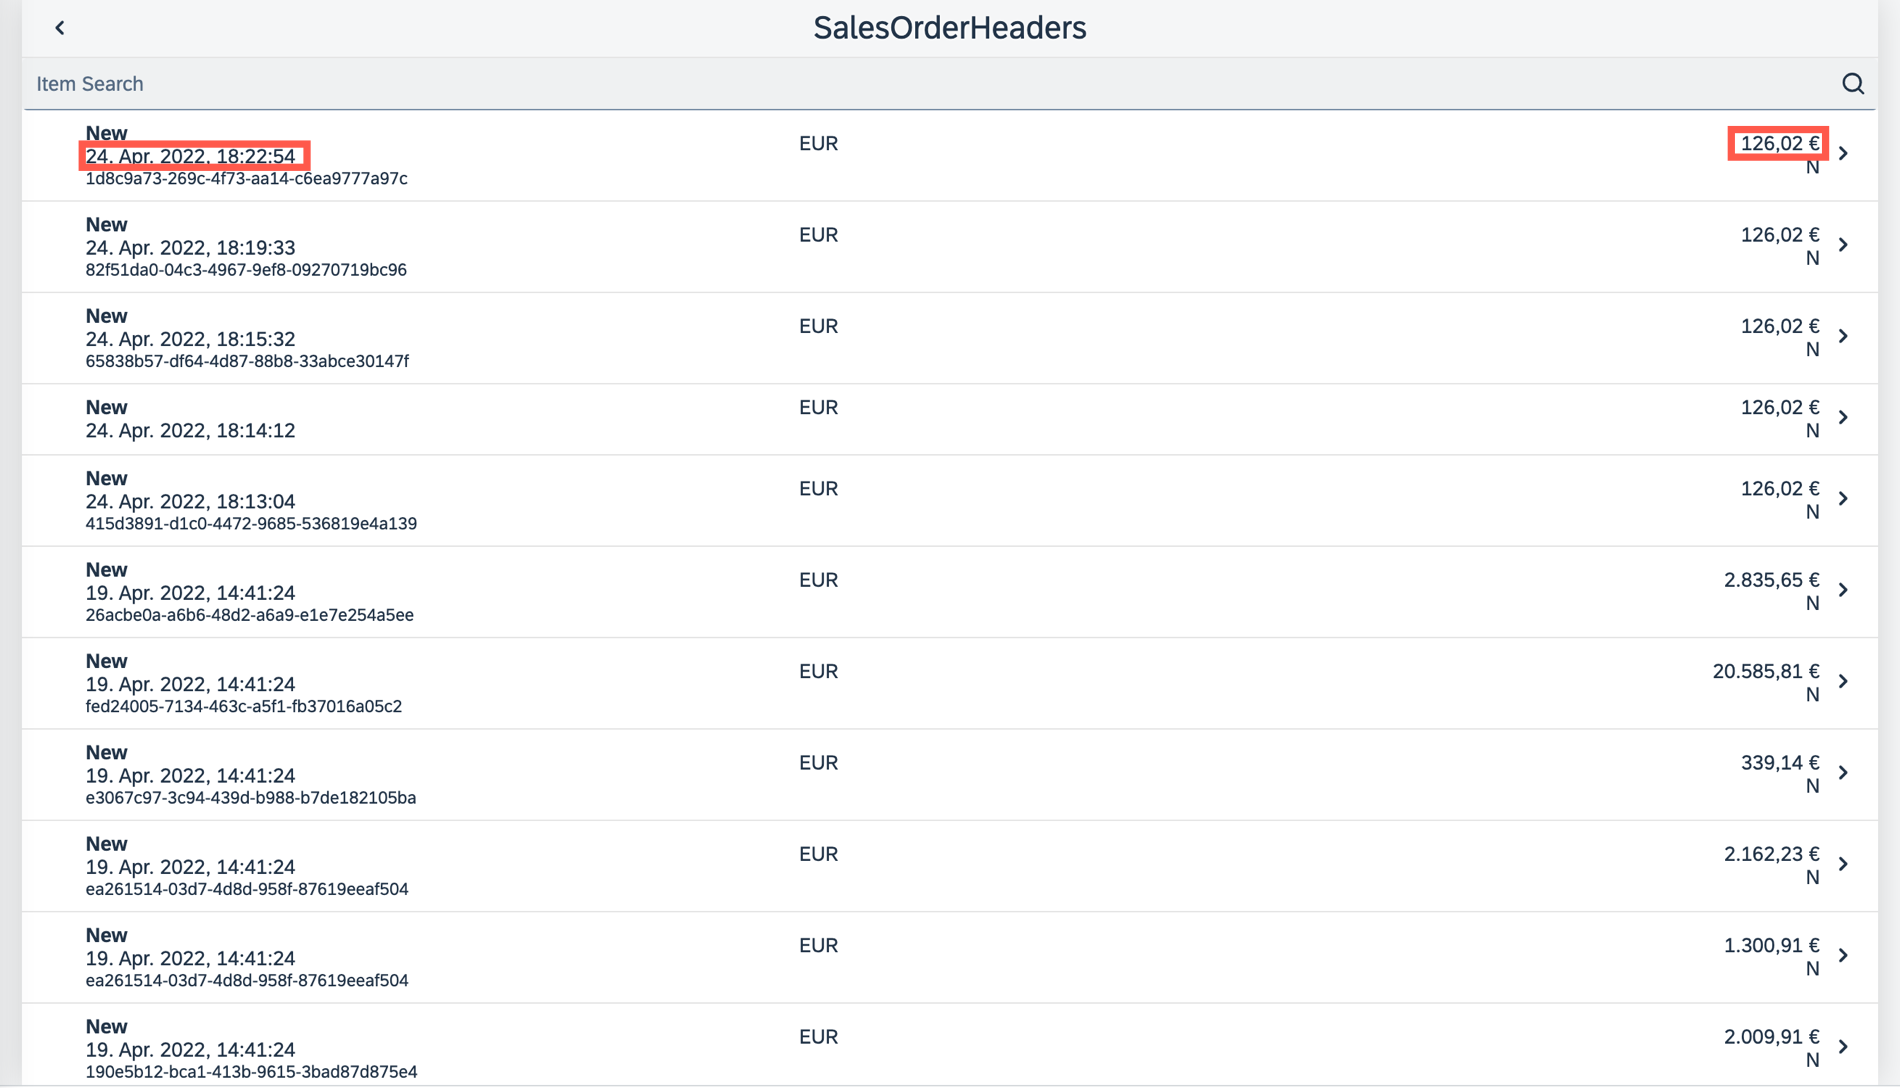 SalesOrderHeaders
Item Search
New
24. Apr. 2022, 18:22:54
1d8c9a73-269c-4f73-aa14-c6ea9777a97c
EUR
126,02 €
N
New
24. Apr. 2022, 18:19:33
82f51da0-04c3-4967-9ef8-09270719bc96
EUR
126,02 €
N
New
24. Apr. 2022, 18:15:32
65838b57-df64-4d87-88b8-33abce30147f
EUR
126,02 €
N
New
24. Apr. 2022, 18:14:12
EUR
126,02 €
N
New
24. Apr. 2022, 18:13:04
415d3891-d1c0-4472-9685-536819e4a139
EUR
126,02 €
N
New
19. Apr. 2022, 14:41:24
26acbe0a-a6b6-48d2-a6a9-e1e7e254a5ee
EUR
2.835,65 €
N
New
19. Apr. 2022, 14:41:24
fed24005-7134-463c-a5f1-fb37016a05c2
EUR
20.585,81 €
N
New
19. Apr. 2022, 14:41:24
e3067c97-3c94-439d-b988-b7de182105ba
EUR
339,14 €
N
New
19. Apr. 2022, 14:41:24
ea261514-03d7-4d8d-958f-87619eeaf504
EUR
2.162,23 €
N
New
19. Apr. 2022, 14:41:24
ea261514-03d7-4d8d-958f-87619eeaf504
EUR
1.300,91 €
N
New
19. Apr. 2022, 14:41:24
190e5b12-bca1-413b-9615-3bad87d875e4
EUR
2.009,91 €
N